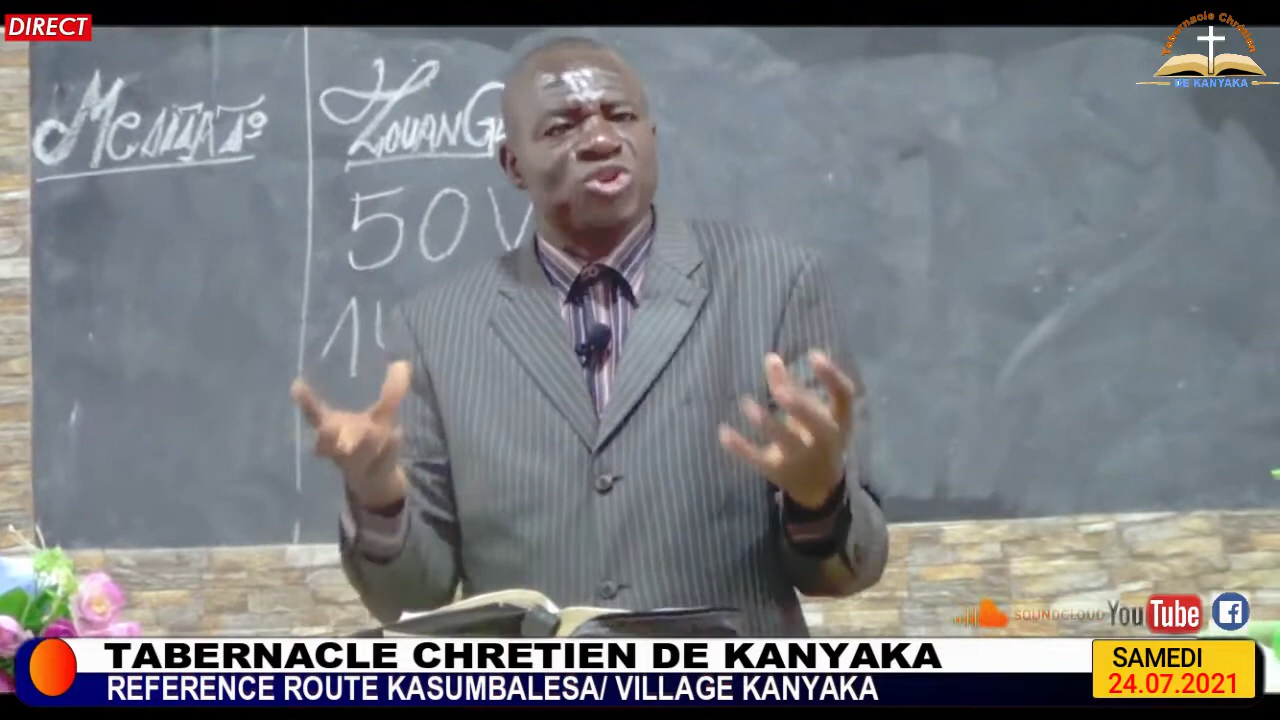 DIRECT
Tabernacle Chrétien
DE KANYAKA
50
SOUNDCLOUD YouTube
TABERNACLE CHRETIEN DE KANYAKA
REFERENCE ROUTE KASUMBALESA/ VILLAGE KANYAKA
SAMEDI
24.07.2021